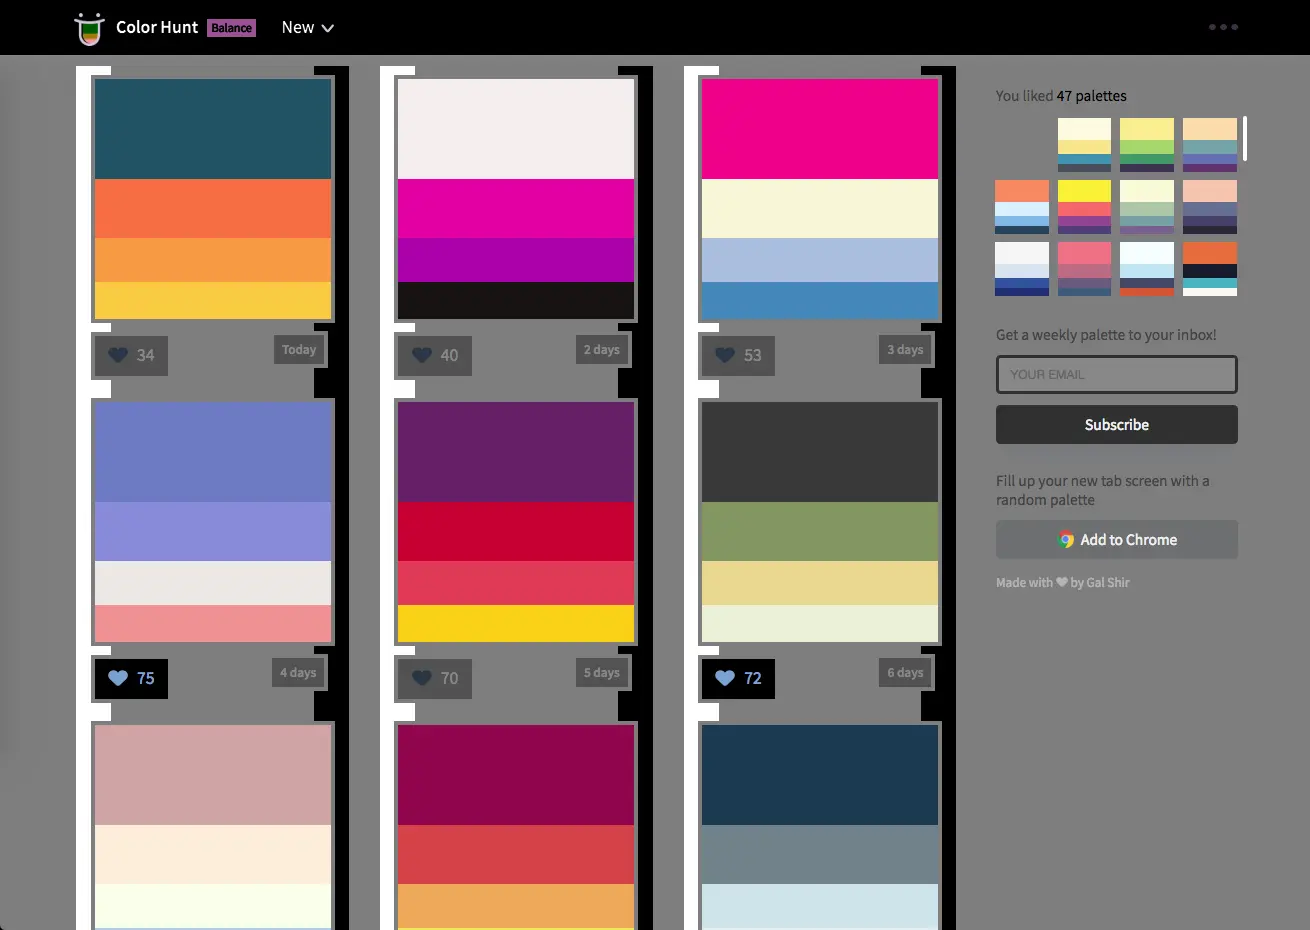 Color Hunt Balance New
34 Today
40 2 days
53 3 days
75 4 days
70 5 days
72 6 days
You liked 47 palettes
Get a weekly palette to your inbox!
YOUR EMAIL
Subscribe
Fill up your new tab screen with a
random palette
Add to Chrome
Made with ❤ by Gal Shir